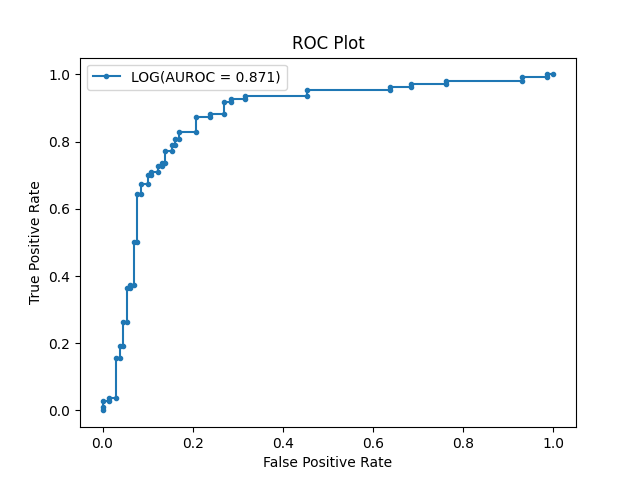 ROC Plot
LOG(AUROC = 0.871)
True Positive Rate
1.0
0.8
0.6
0.4
0.2
0.0
0.0 0.2 0.4 0.6 0.8 1.0
False Positive Rate